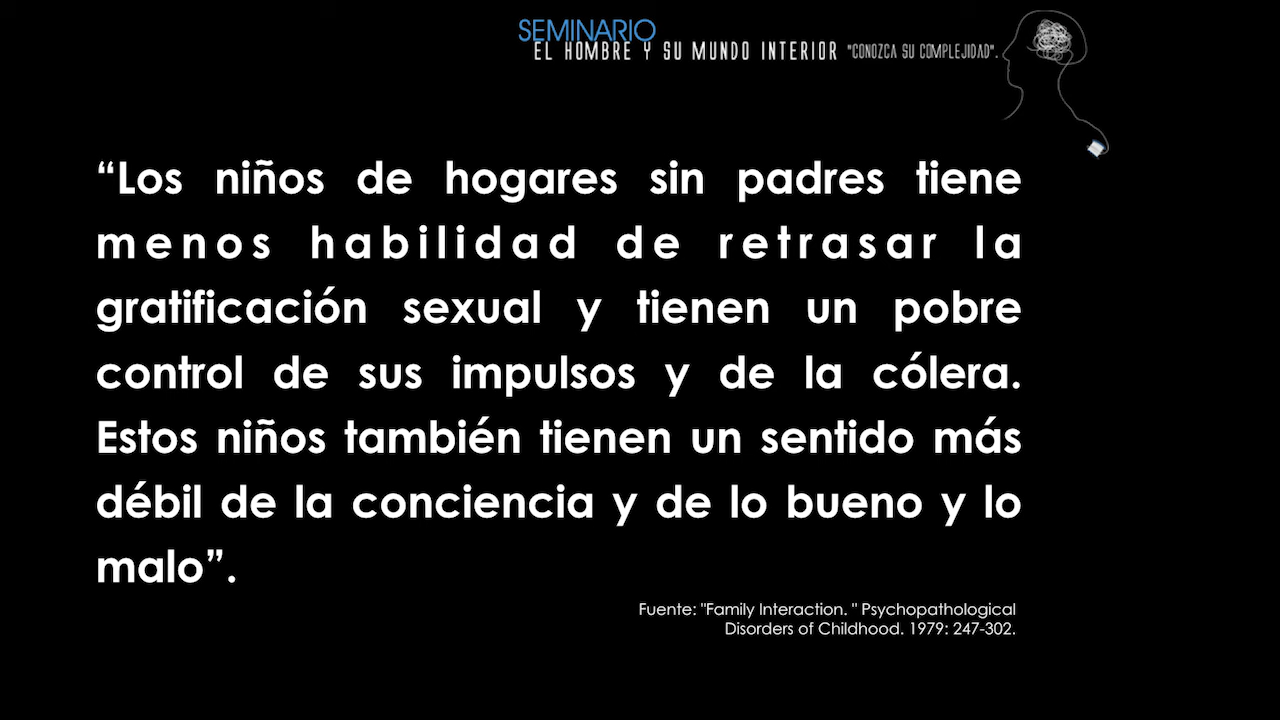 SEMINARIO
EL HOMBRE Y SU MUNDO INTERIOR "CONOZCA SU COMPLEJIDAD".
“Los niños de hogares sin padres tiene
menos habilidad de retrasar la
gratificación sexual y tienen un pobre
control de sus impulsos y de la cólera.
Estos niños también tienen un sentido más
débil de la conciencia y de lo bueno y lo
malo”.
Fuente: "Family Interaction. " Psychopathological
Disorders of Childhood. 1979: 247-302.